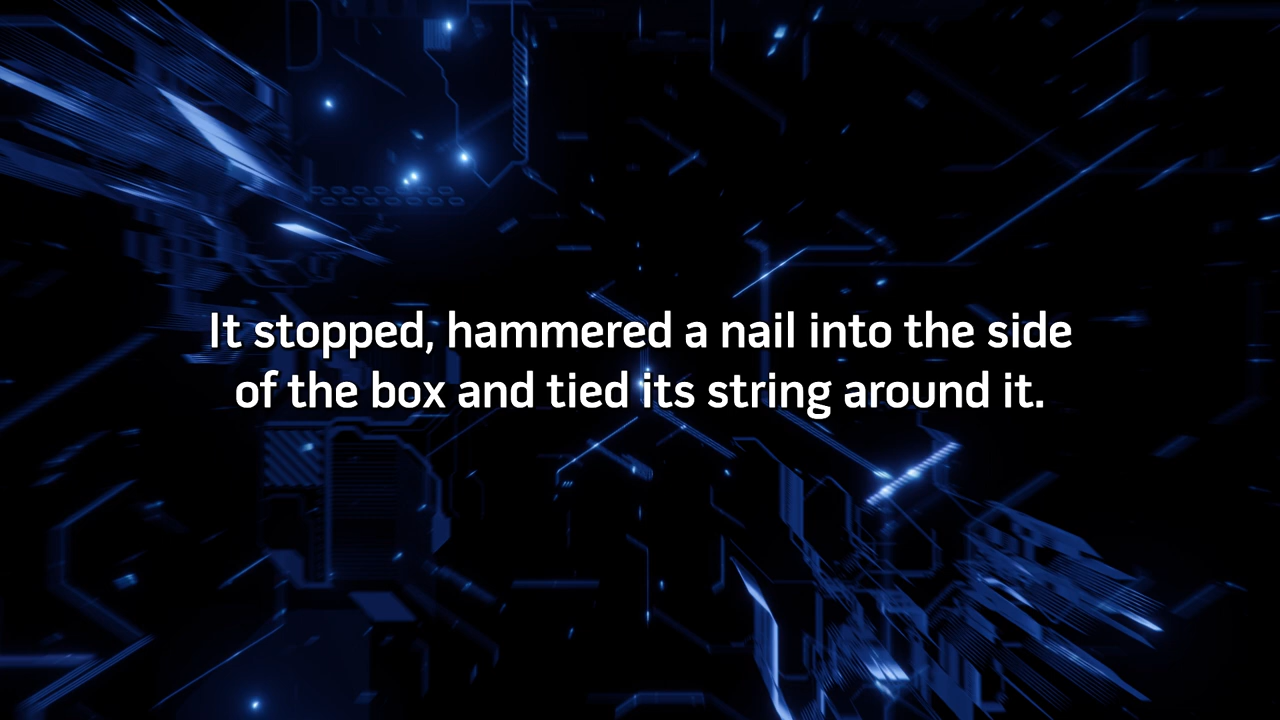 It stopped, hammered a nail into the side
of the box and tied its string around it.